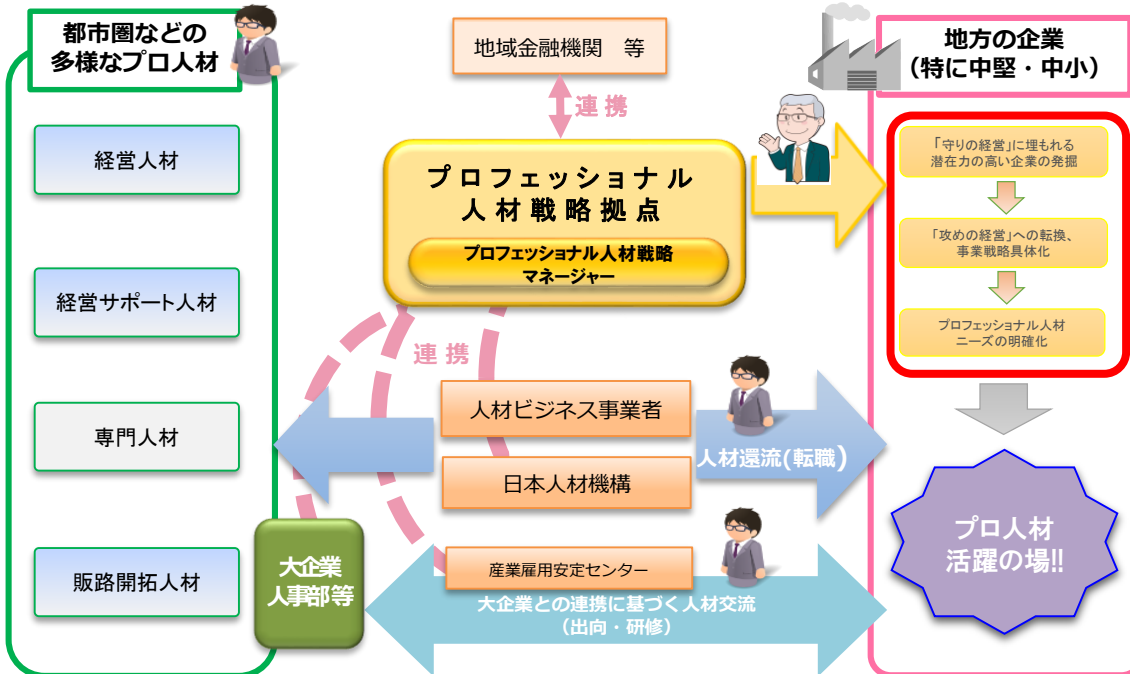 都市圏などの
多様なプロ人材
経営人材
経営サポート人材
専門人材
販路開拓人材
大企業
人事部等
地域金融機関　等
連携
プロフェッショナル
人材戦略拠点
プロフェッショナル人材戦略
マネージャー
連携
人材ビジネス事業者
日本人材機構
人材還流(転職)
産業雇用安定センター
大企業との連携に基づく人材交流
（出向・研修）
地方の企業
（特に中堅・中小）
「守りの経営」に埋もれる
潜在力の高い企業の発掘
「攻めの経営」への転換、
事業戦略具体化
プロフェッショナル人材
ニーズの明確化
プロ人材
活躍の場!!